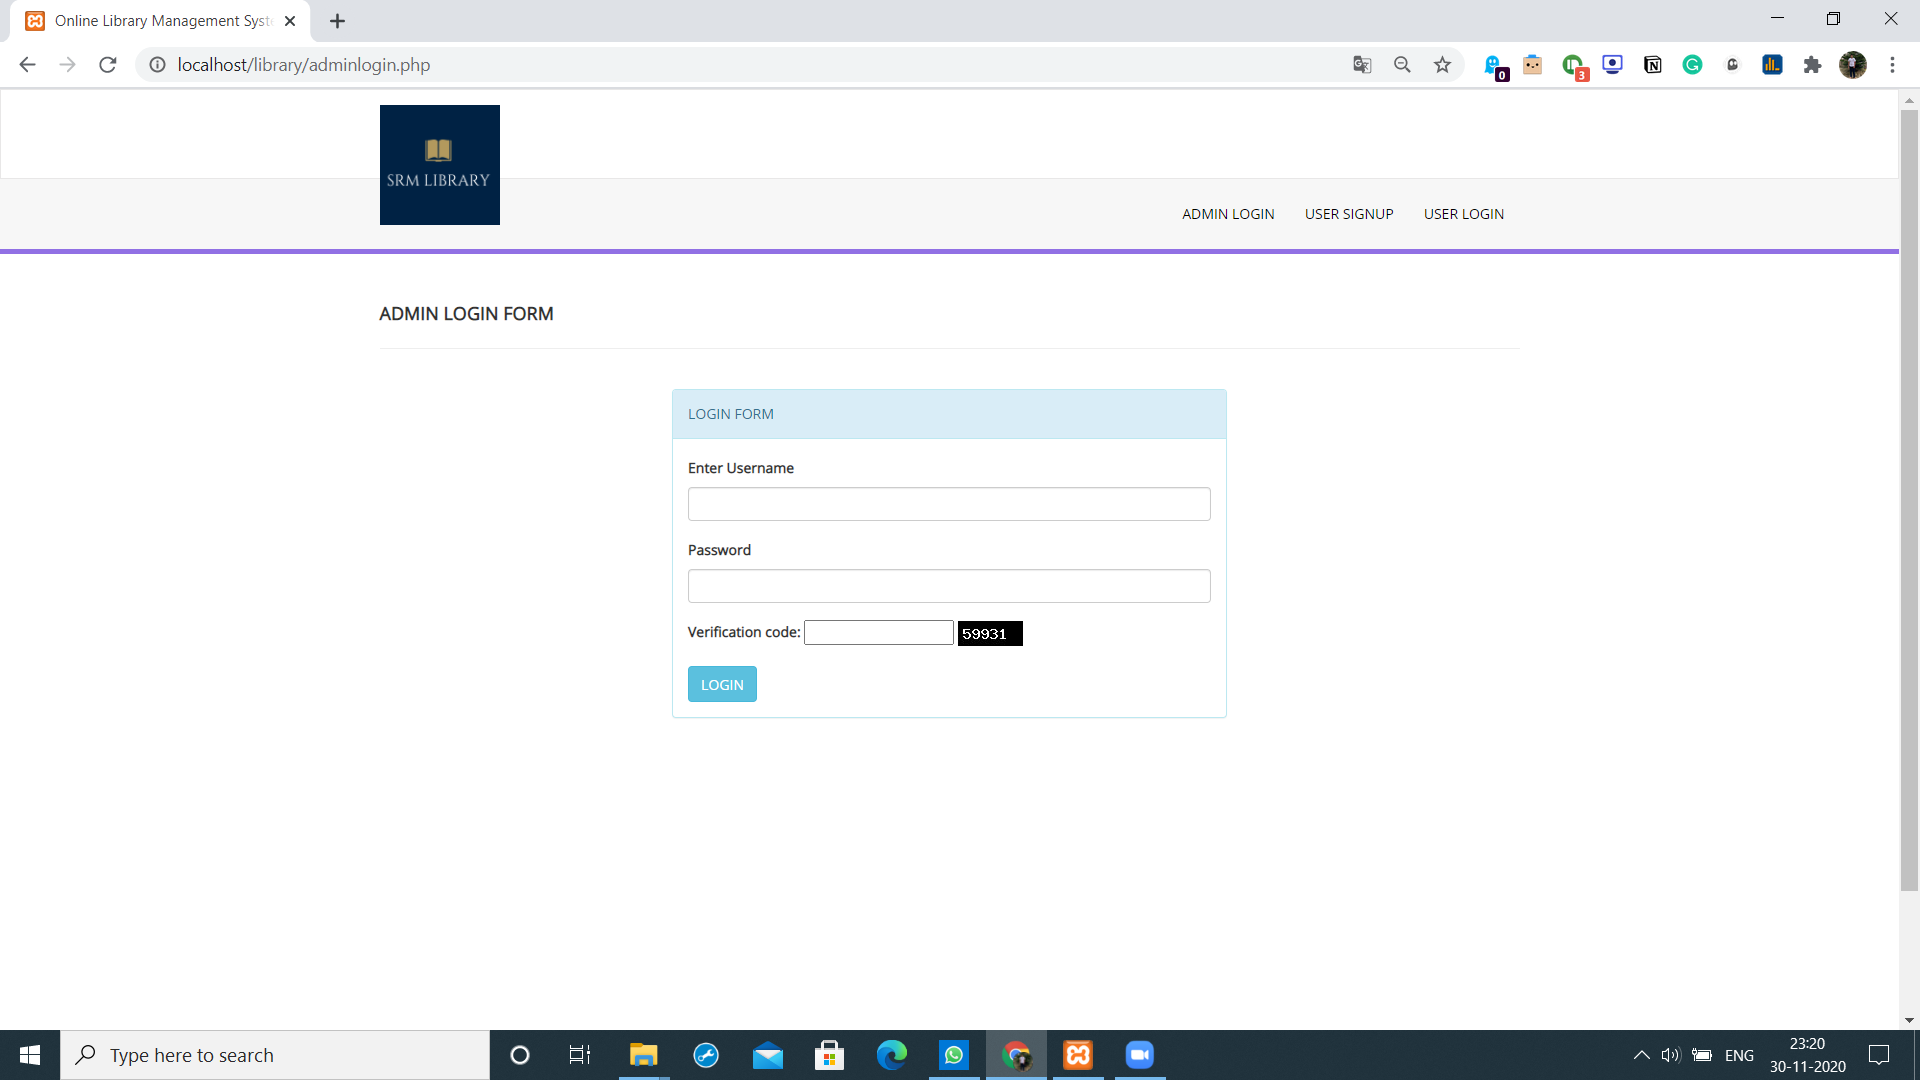 Online Library Management Syst
localhost/library/adminlogin.php
0
3
SRM LIBRARY
ADMIN LOGIN USER SIGNUP USER LOGIN
ADMIN LOGIN FORM
LOGIN FORM
Enter Username
Password
Verification code: 59931
LOGIN
Type here to search
ENG
23:20
30-11-2020